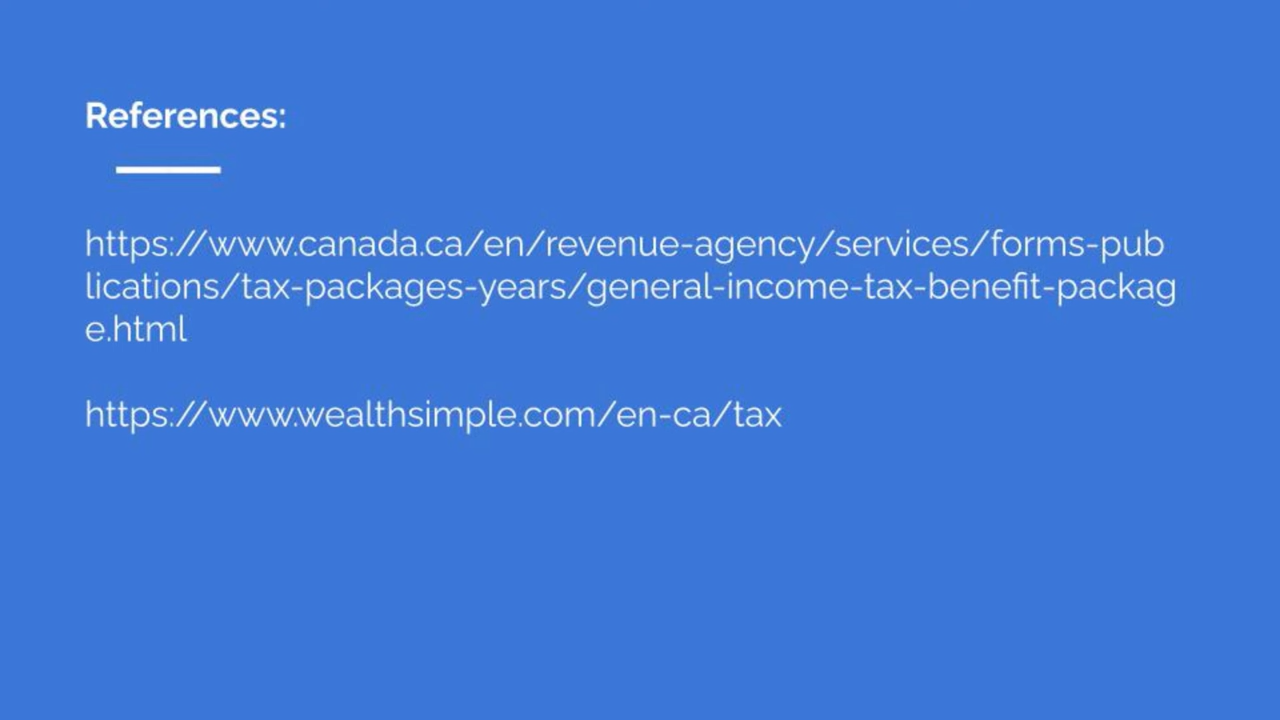 References:
https://www.canada.ca/en/revenue-agency/services/forms-pub
lications/tax-packages-years/general-income-tax-benefit-packag
e.html
https://www.wealthsimple.com/en-ca/tax